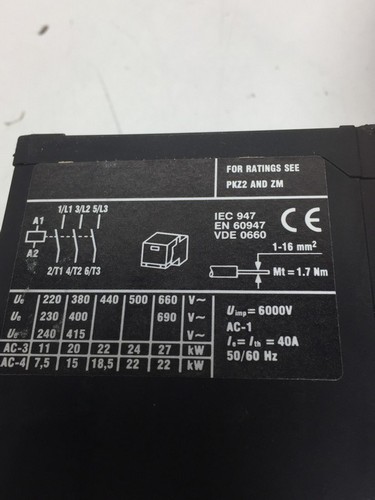 FOR RATINGS SEE
PKZ2 AND ZM
1/L1 3/L2 5/L3
A1
A2
2/T1 4/T2 6/T3
IEC 947
EN 60947
VDE 0660
CE
1-16 mm²
Mt = 1.7 Nm
Ue 220 380 440 500 660 V~
Ue 230 400 690 V~
Ue 240 415 V~
AC-3 11 20 22 24 27 kW
AC-4 7,5 15 18,5 22 22 kW
Uimp = 6000V
AC-1
Ie = Ith = 40A
50/60 Hz